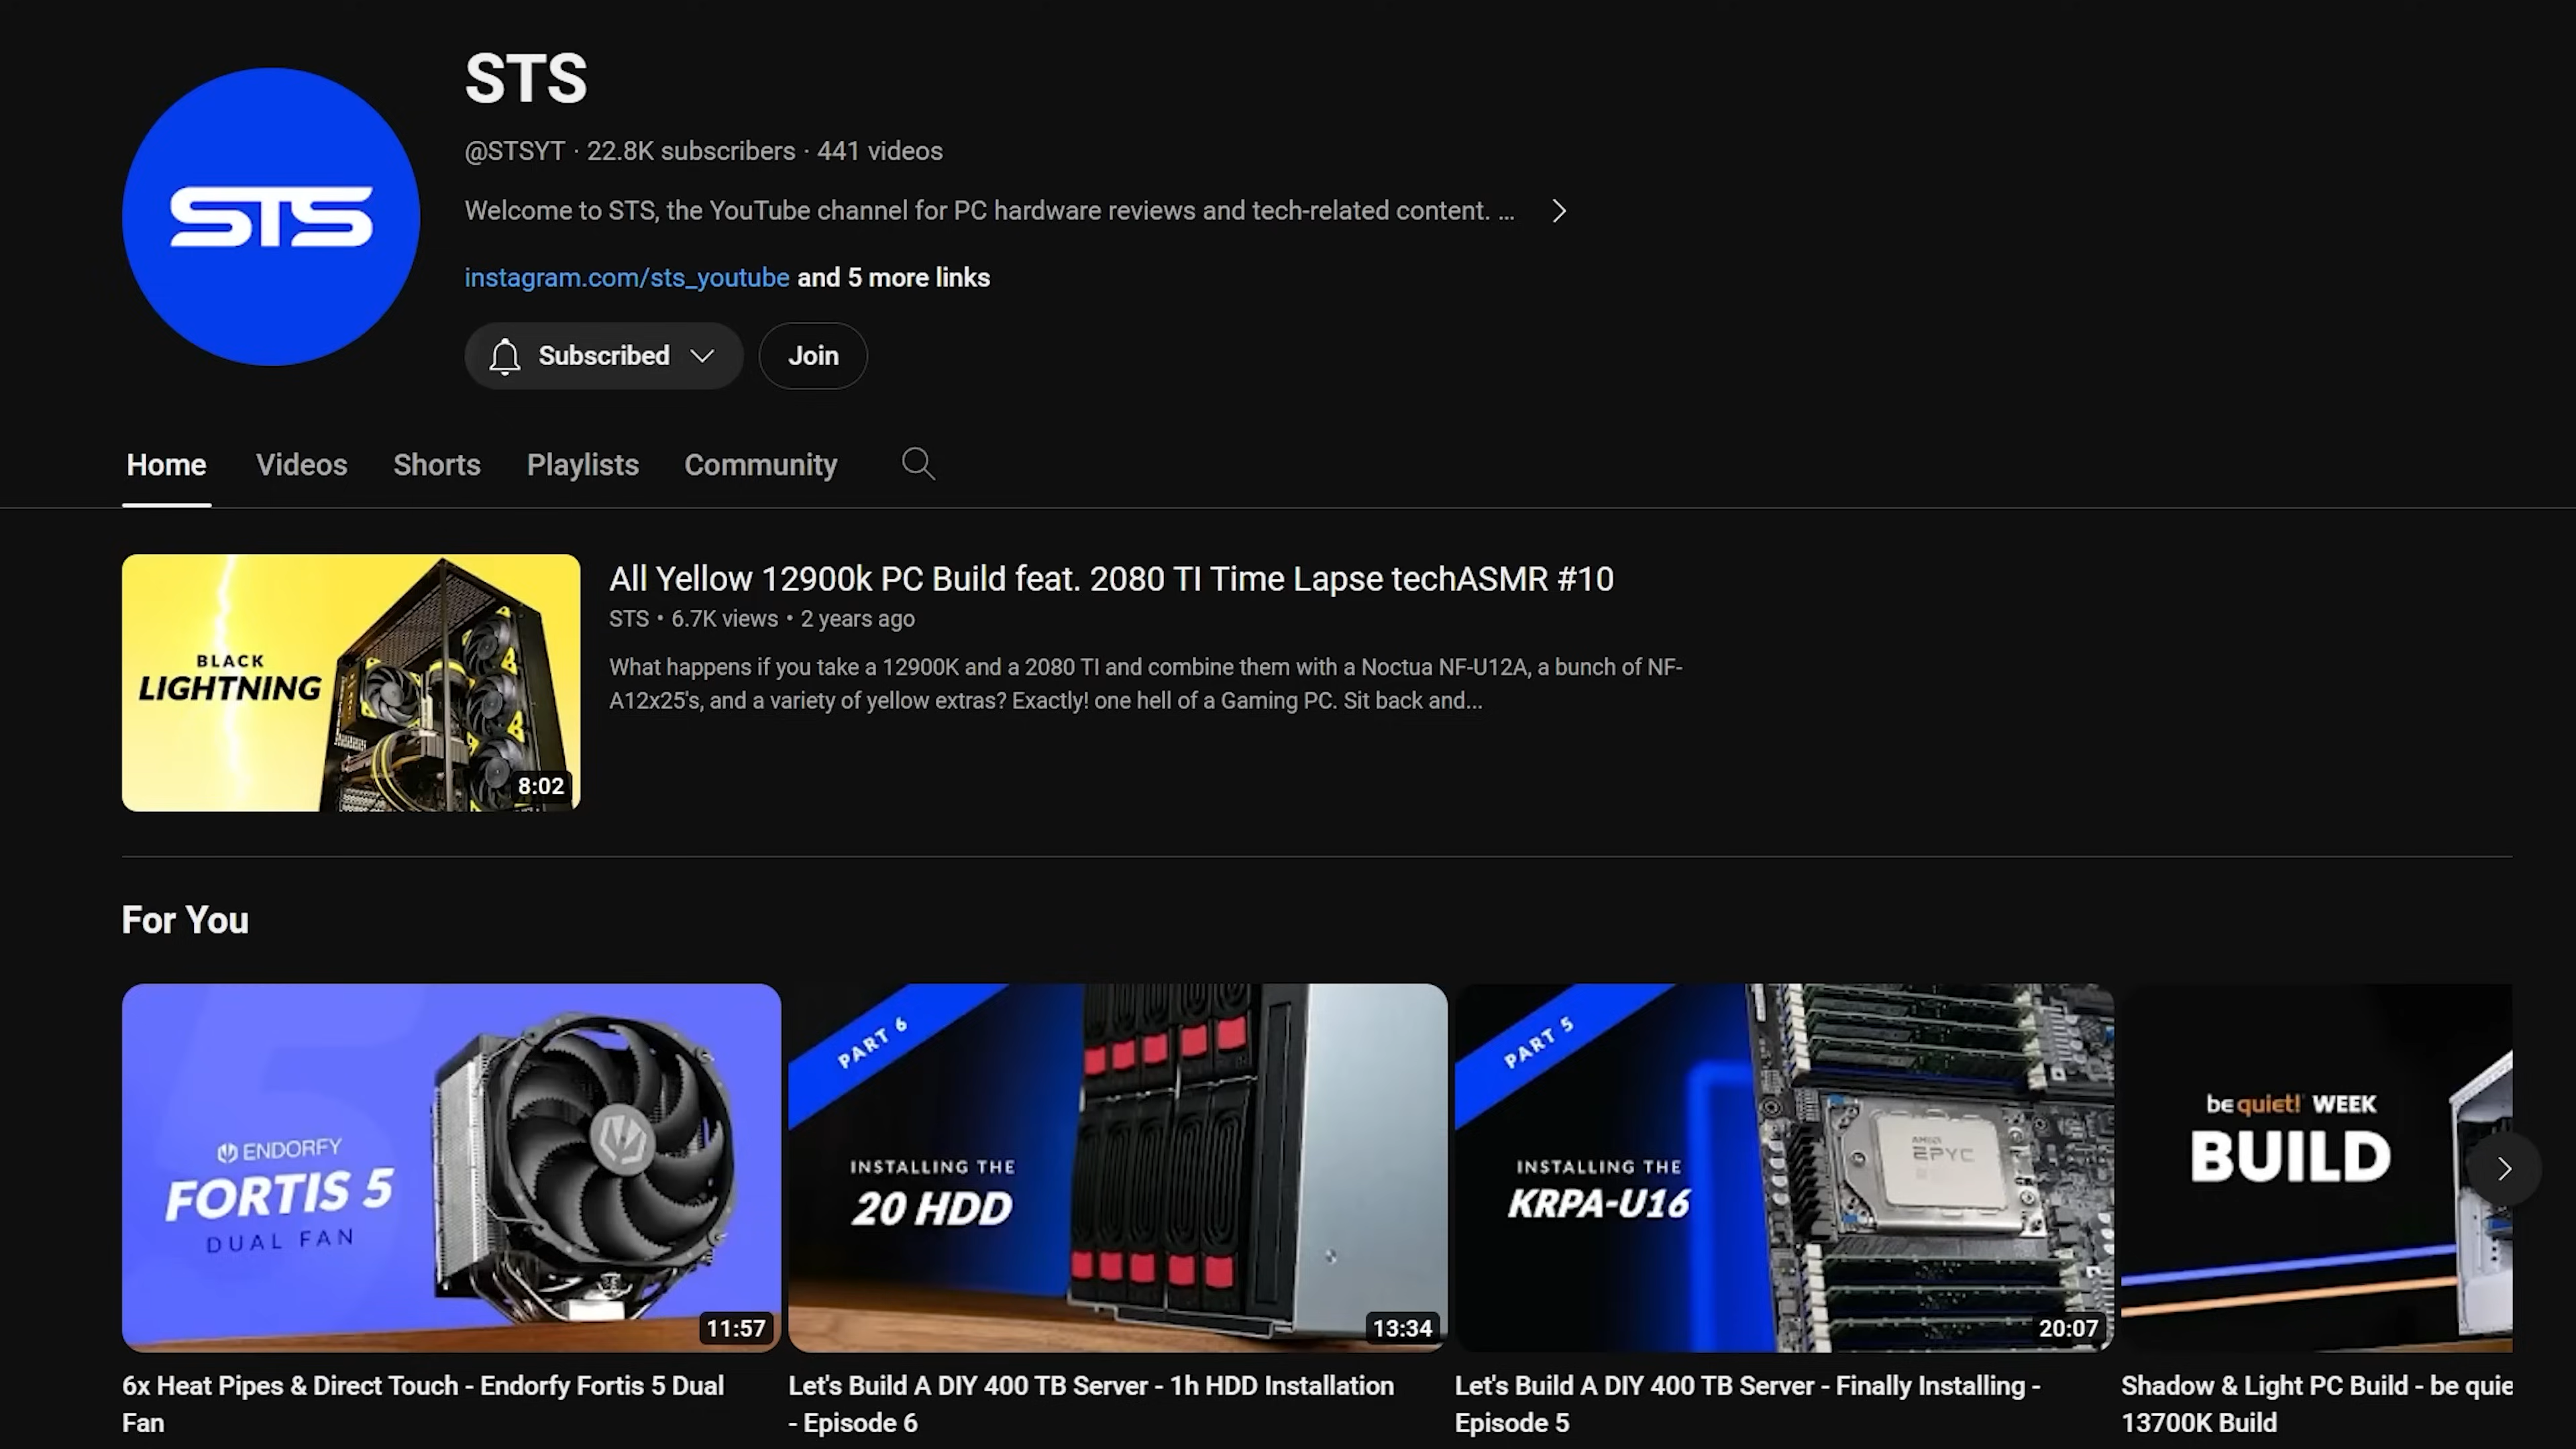 STS
STS
@STSYT · 22.8K subscribers · 441 videos
Welcome to STS, the YouTube channel for PC hardware reviews and tech-related content. ...
instagram.com/sts_youtube and 5 more links
Subscribed
Join
Home
Videos
Shorts
Playlists
Community
BLACK
LIGHTNING
8:02
All Yellow 12900k PC Build feat. 2080 TI Time Lapse techASMR #10
STS • 6.7K views • 2 years ago
What happens if you take a 12900K and a 2080 TI and combine them with a Noctua NF-U12A, a bunch of NF-
A12x25's, and a variety of yellow extras? Exactly! one hell of a Gaming PC. Sit back and...
For You
ENDORFY
FORTIS 5
DUAL FAN
11:57
6x Heat Pipes & Direct Touch - Endorfy Fortis 5 Dual
Fan
PART 6
INSTALLING THE
20 HDD
13:34
Let's Build A DIY 400 TB Server - 1h HDD Installation
- Episode 6
PART 5
INSTALLING THE
KRPA-U16
AMD
EPYC
20:07
Let's Build A DIY 400 TB Server - Finally Installing -
Episode 5
be quiet! WEEK
BUILD
Shadow & Light PC Build - be quie
13700K Build